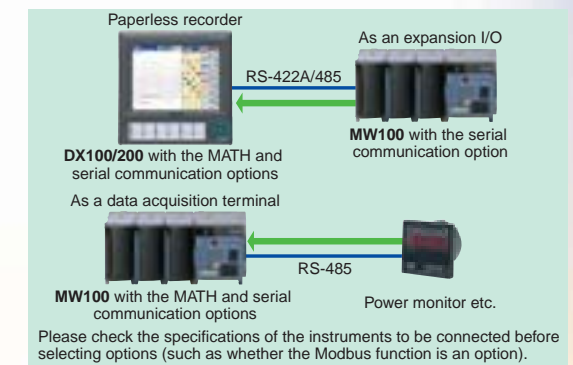 Paperless recorder
As an expansion I/O
RS-422A/485
DX100/200 with the MATH and
serial communication options
MW100 with the serial
communication option
As a data acquisition terminal
RS-485
MW100 with the MATH and serial
communication options
Power monitor etc.
Please check the specifications of the instruments to be connected before
selecting options (such as whether the Modbus function is an option).